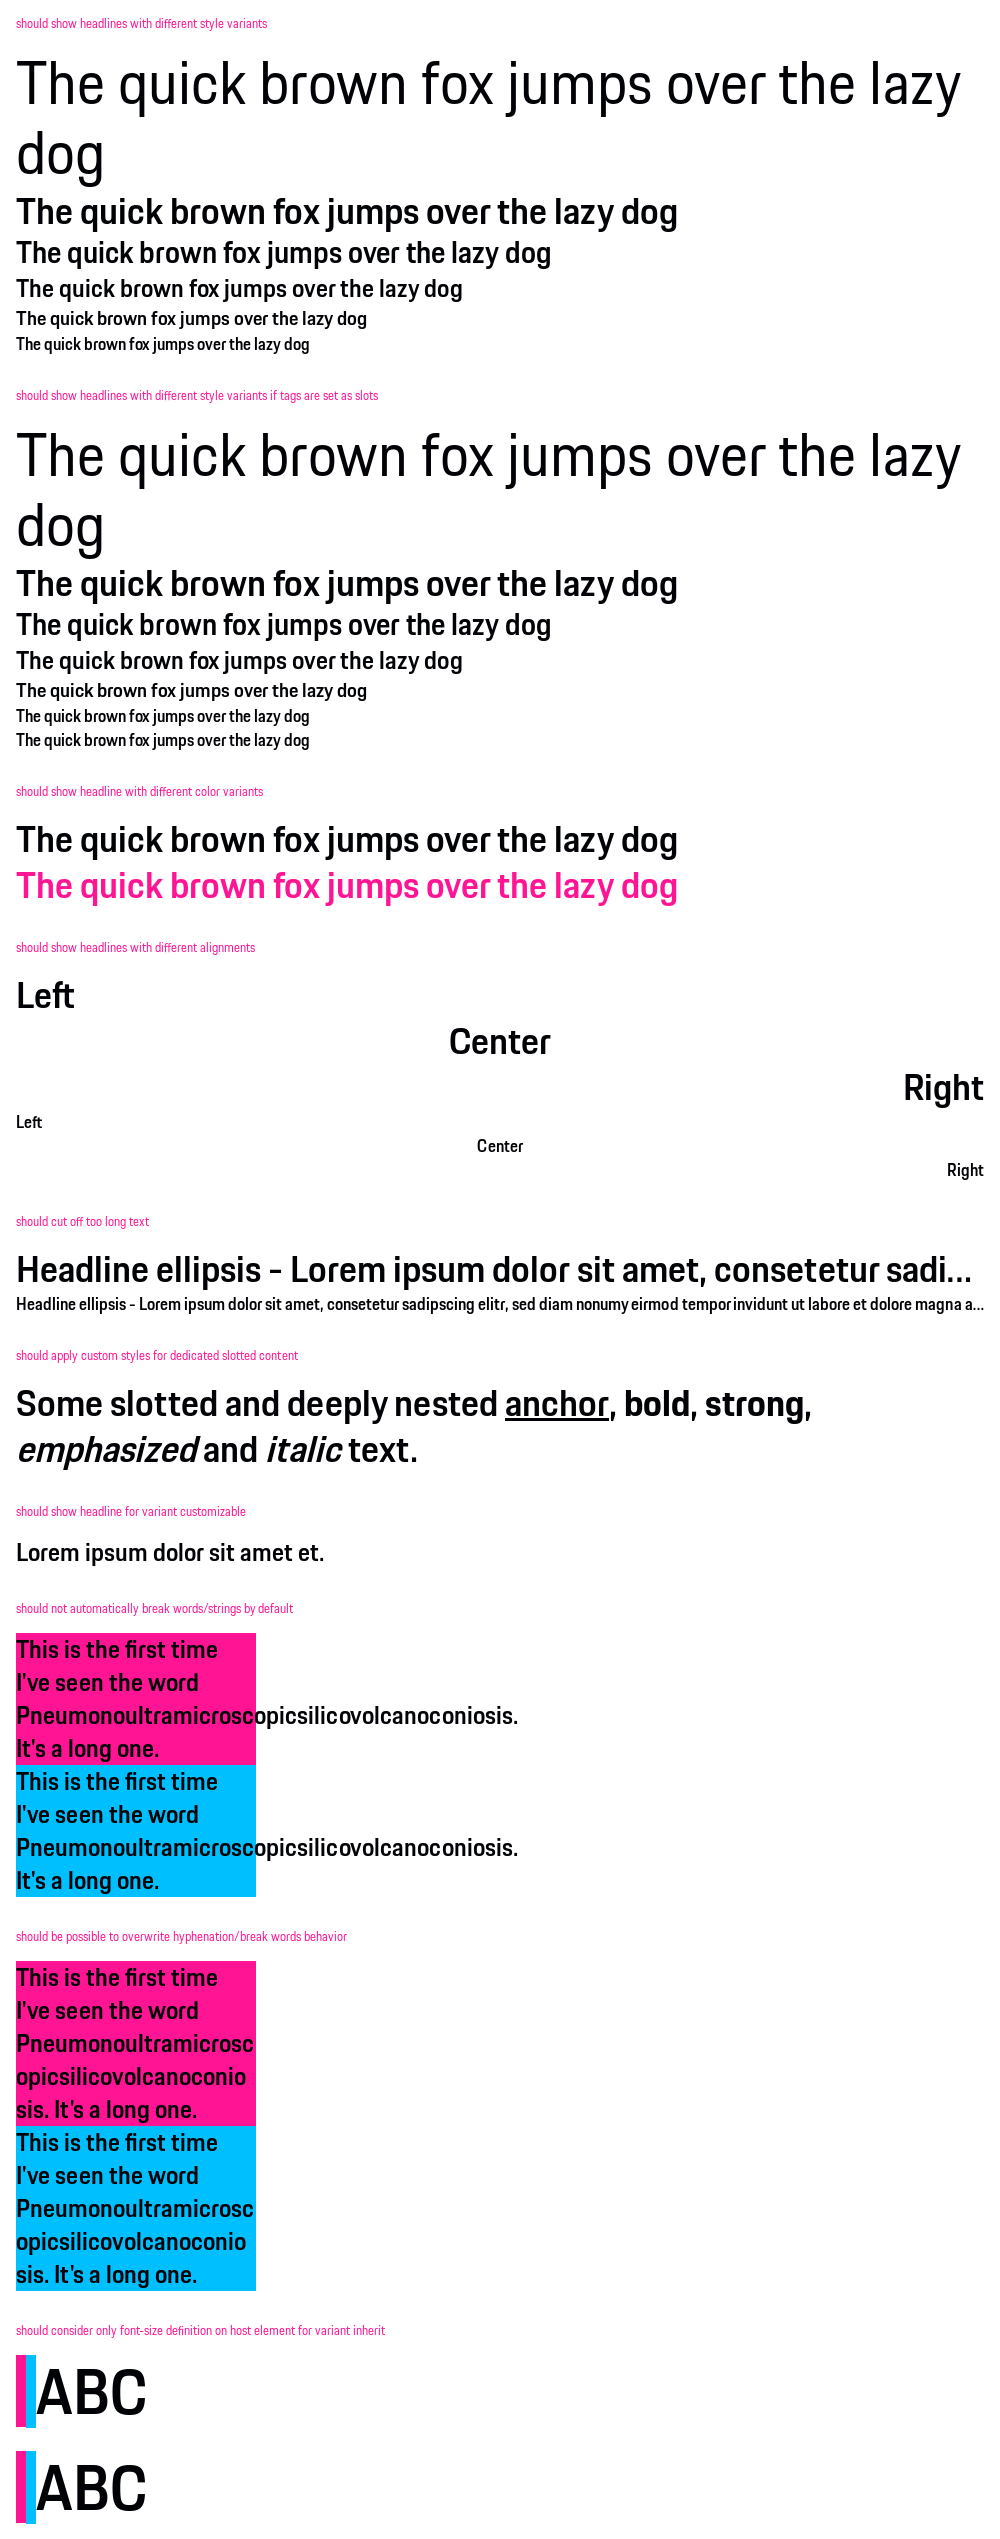 should show headlines with different style variants
The quick brown fox jumps over the lazy
dog
The quick brown fox jumps over the lazy dog
The quick brown fox jumps over the lazy dog
The quick brown fox jumps over the lazy dog
The quick brown fox jumps over the lazy dog
The quick brown fox jumps over the lazy dog
should show headlines with different style variants if tags are set as slots
The quick brown fox jumps over the lazy
dog
The quick brown fox jumps over the lazy dog
The quick brown fox jumps over the lazy dog
The quick brown fox jumps over the lazy dog
The quick brown fox jumps over the lazy dog
The quick brown fox jumps over the lazy dog
The quick brown fox jumps over the lazy dog
should show headline with different color variants
The quick brown fox jumps over the lazy dog
The quick brown fox jumps over the lazy dog
should show headlines with different alignments
Left
Center
Right
Left
Center
Right
should cut off too long text
Headline ellipsis - Lorem ipsum dolor sit amet, consetetur sadi…
Headline ellipsis - Lorem ipsum dolor sit amet, consetetur sadipscing elitr, sed diam nonumy eirmod tempor invidunt ut labore et dolore magna a…
should apply custom styles for dedicated slotted content
Some slotted and deeply nested anchor, bold, strong,
emphasized and italic text.
should show headline for variant customizable
Lorem ipsum dolor sit amet et.
should not automatically break words/strings by default
This is the first time
I've seen the word
Pneumonoultramicroscopicsilicovolcanoconiosis.
It's a long one.
This is the first time
I've seen the word
Pneumonoultramicroscopicsilicovolcanoconiosis.
It's a long one.
should be possible to overwrite hyphenation/break words behavior
This is the first time
I've seen the word
Pneumonoultramicrosc
opicsilicovolcanoconio
sis. It's a long one.
This is the first time
I've seen the word
Pneumonoultramicrosc
opicsilicovolcanoconio
sis. It's a long one.
should consider only font-size definition on host element for variant inherit
ABC
ABC